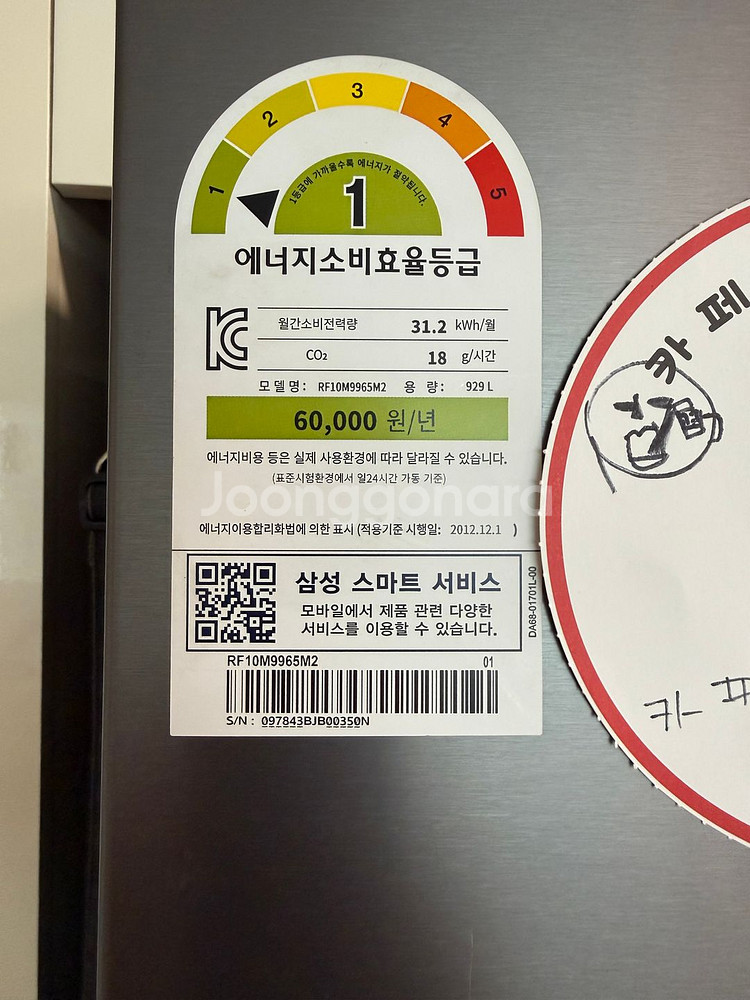 1
2
3
4
5
1등급에 가까울수록 에너지가 절약됩니다.
1
에너지소비효율등급
월간소비전력량 31.2 kWh/월
CO₂ 18 g/시간
모델명: RF10M9965M2 용 량: 929 L
60,000 원/년
에너지비용 등은 실제 사용환경에 따라 달라질 수 있습니다.
(표준시험환경에서 일24시간 가동 기준)
Joonggonara
에너지이용합리화법에 의한 표시 (적용기준 시행일: 2012.12.1 )
삼성 스마트 서비스
모바일에서 제품 관련 다양한
서비스를 이용할 수 있습니다.
DA68-01701L-00
RF10M9965M2 01
S/N : 097843BJB00350N
카페
카